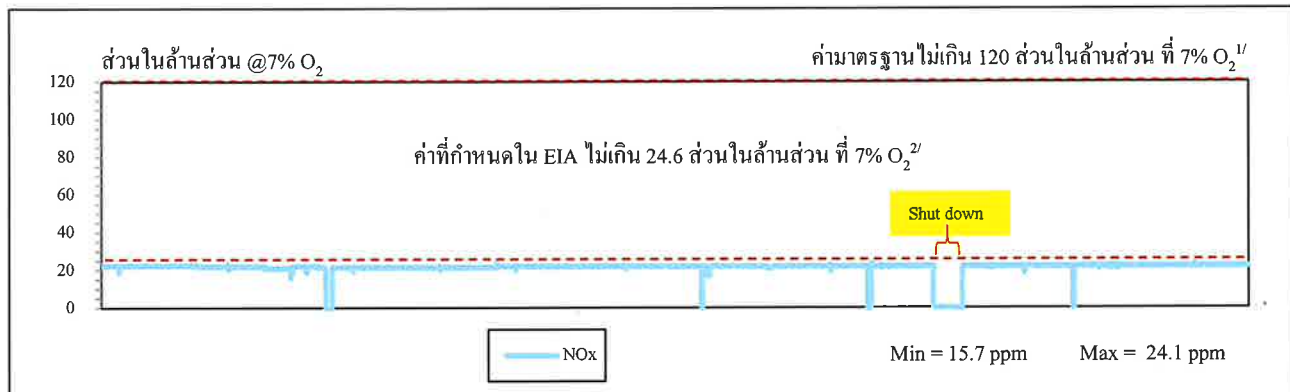 ส่วนในล้านส่วน @7% O2
ค่ามาตรฐานไม่เกิน 120 ส่วนในล้านส่วน ที่ 7% O2 1/
120
100
80
60
40
20
0
ค่าที่กำหนดใน EIA ไม่เกิน 24.6 ส่วนในล้านส่วน ที่ 7% O2 2/
Shut down
NOx
Min = 15.7 ppm
Max = 24.1 ppm